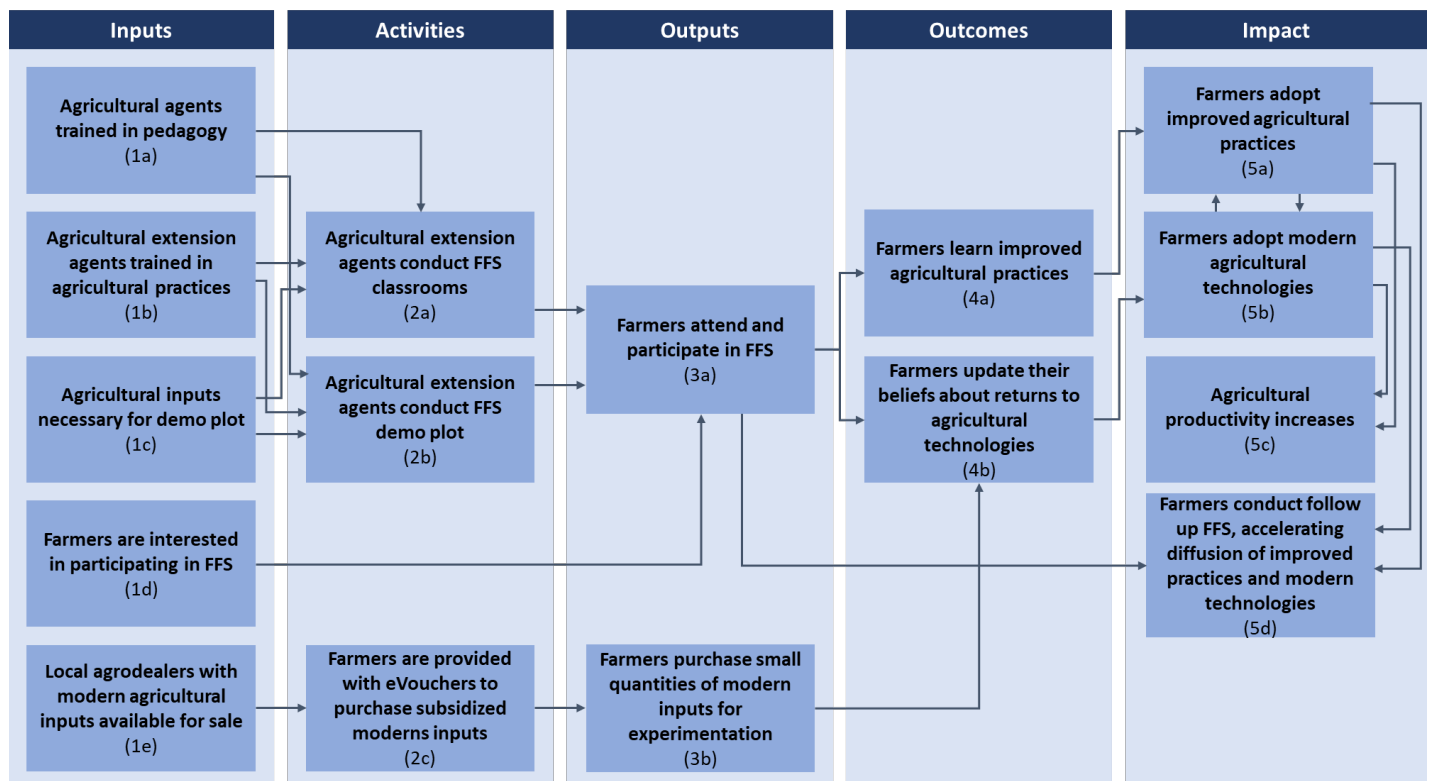 Inputs
Activities
Outputs
Outcomes
Impact
Agricultural agents
trained in pedagogy
(1a)
Agricultural extension
agents trained in
agricultural practices
(1b)
Agricultural inputs
necessary for demo plot
(1c)
Farmers are interested
in participating in FFS
(1d)
Local agrodealers with
modern agricultural
inputs available for sale
(1e)
Agricultural extension
agents conduct FFS
classrooms
(2a)
Agricultural extension
agents conduct FFS
demo plot
(2b)
Farmers are provided
with eVouchers to
purchase subsidized
moderns inputs
(2c)
Farmers attend and
participate in FFS
(3a)
Farmers purchase small
quantities of modern
inputs for
experimentation
(3b)
Farmers learn improved
agricultural practices
(4a)
Farmers update their
beliefs about returns to
agricultural
technologies
(4b)
Farmers adopt
improved agricultural
practices
(5a)
Farmers adopt modern
agricultural
technologies
(5b)
Agricultural
productivity increases
(5c)
Farmers conduct follow
up FFS, accelerating
diffusion of improved
practices and modern
technologies
(5d)